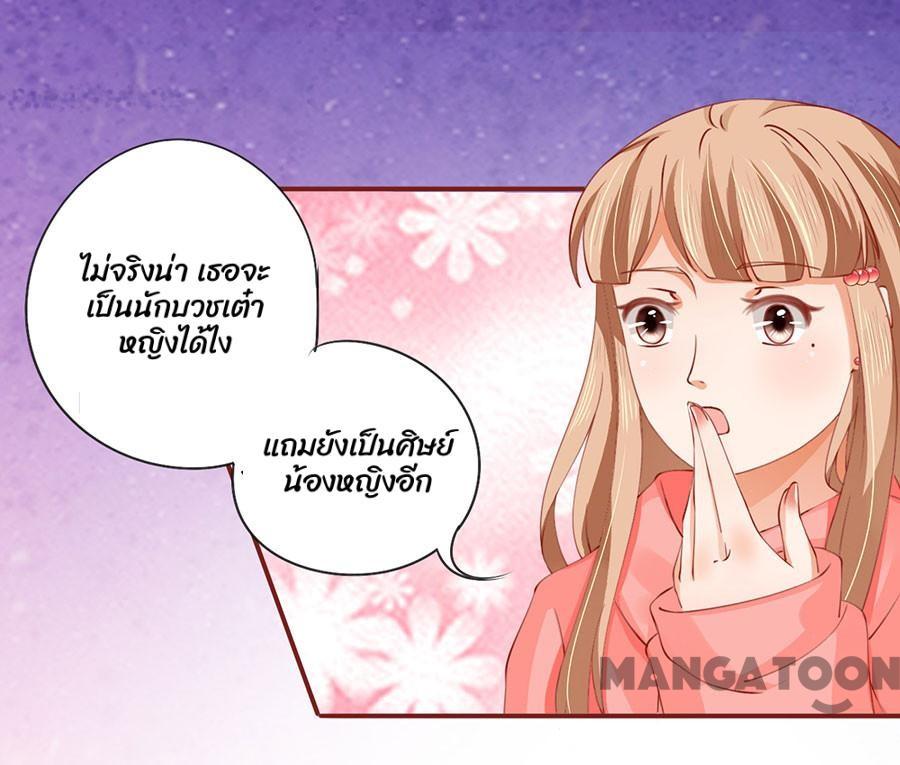 ไม่จริงน่า เธอจะ
เป็นนักบวชเต๋า
หญิงได้ไง
แถมยังเป็นศิษย์
น้องหญิงอีก
MANGATOON